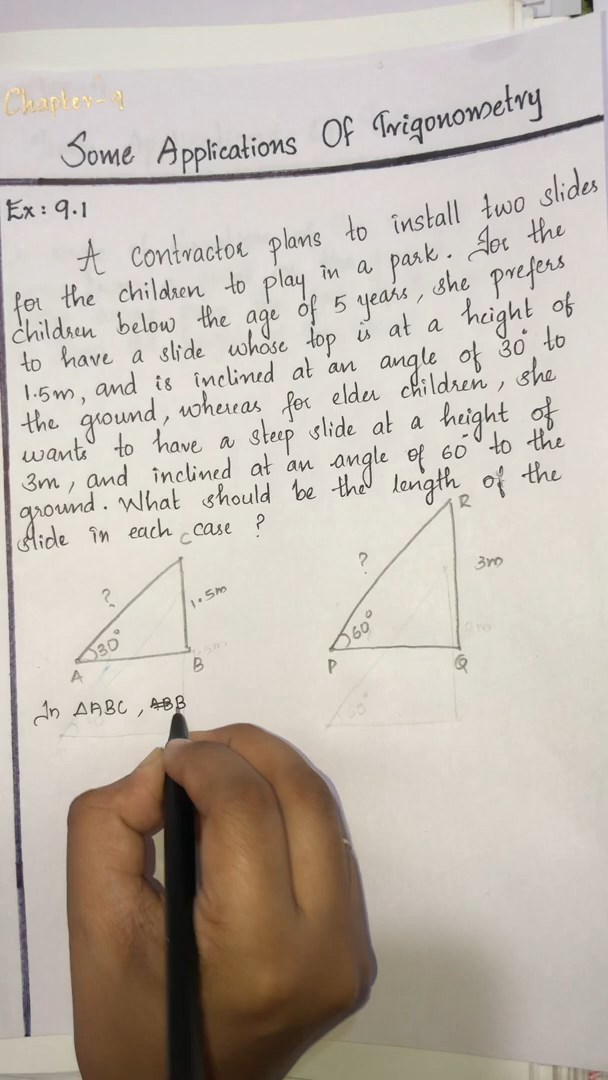 Chapter-9
Some Applications Of Trigonometry
Ex: 9.1
A contractor plans to install two slides
for the children to play in a park. For the
children below the age of 5 years, she prefers
to have a slide whose top is at a height of
1.5m, and is inclined at an angle of 30° to
the ground, whereas for elder children, she
wants to have a steep slide at a height of
3m, and inclined at an angle of 60° to the
ground. What should be the length of the
slide in each case ?
C
?
1.5m
30°
A
B
R
?
3m
60°
P
Q
In ΔABC, B